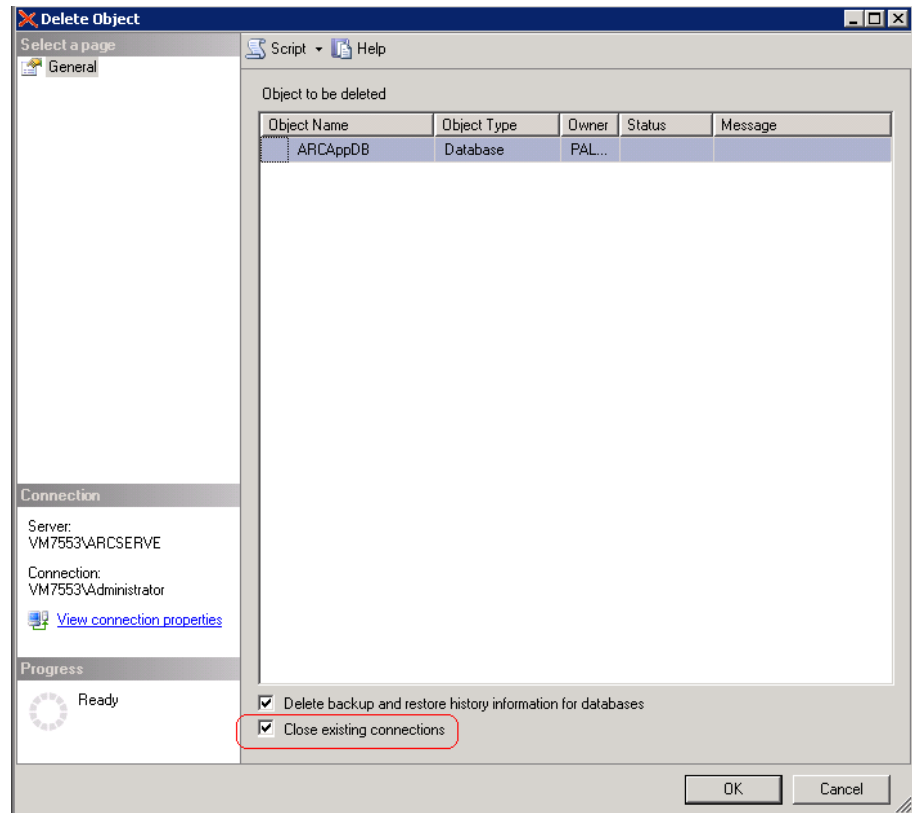 Delete Object
Select a page
General
Script
Help
Object to be deleted
Object Name Object Type Owner Status Message
ARCAppDB Database PAL...
Connection
Server:
VM7553\ARCSERVE
Connection:
VM7553\Administrator
View connection properties
Progress
Ready
Delete backup and restore history information for databases
Close existing connections
OK Cancel